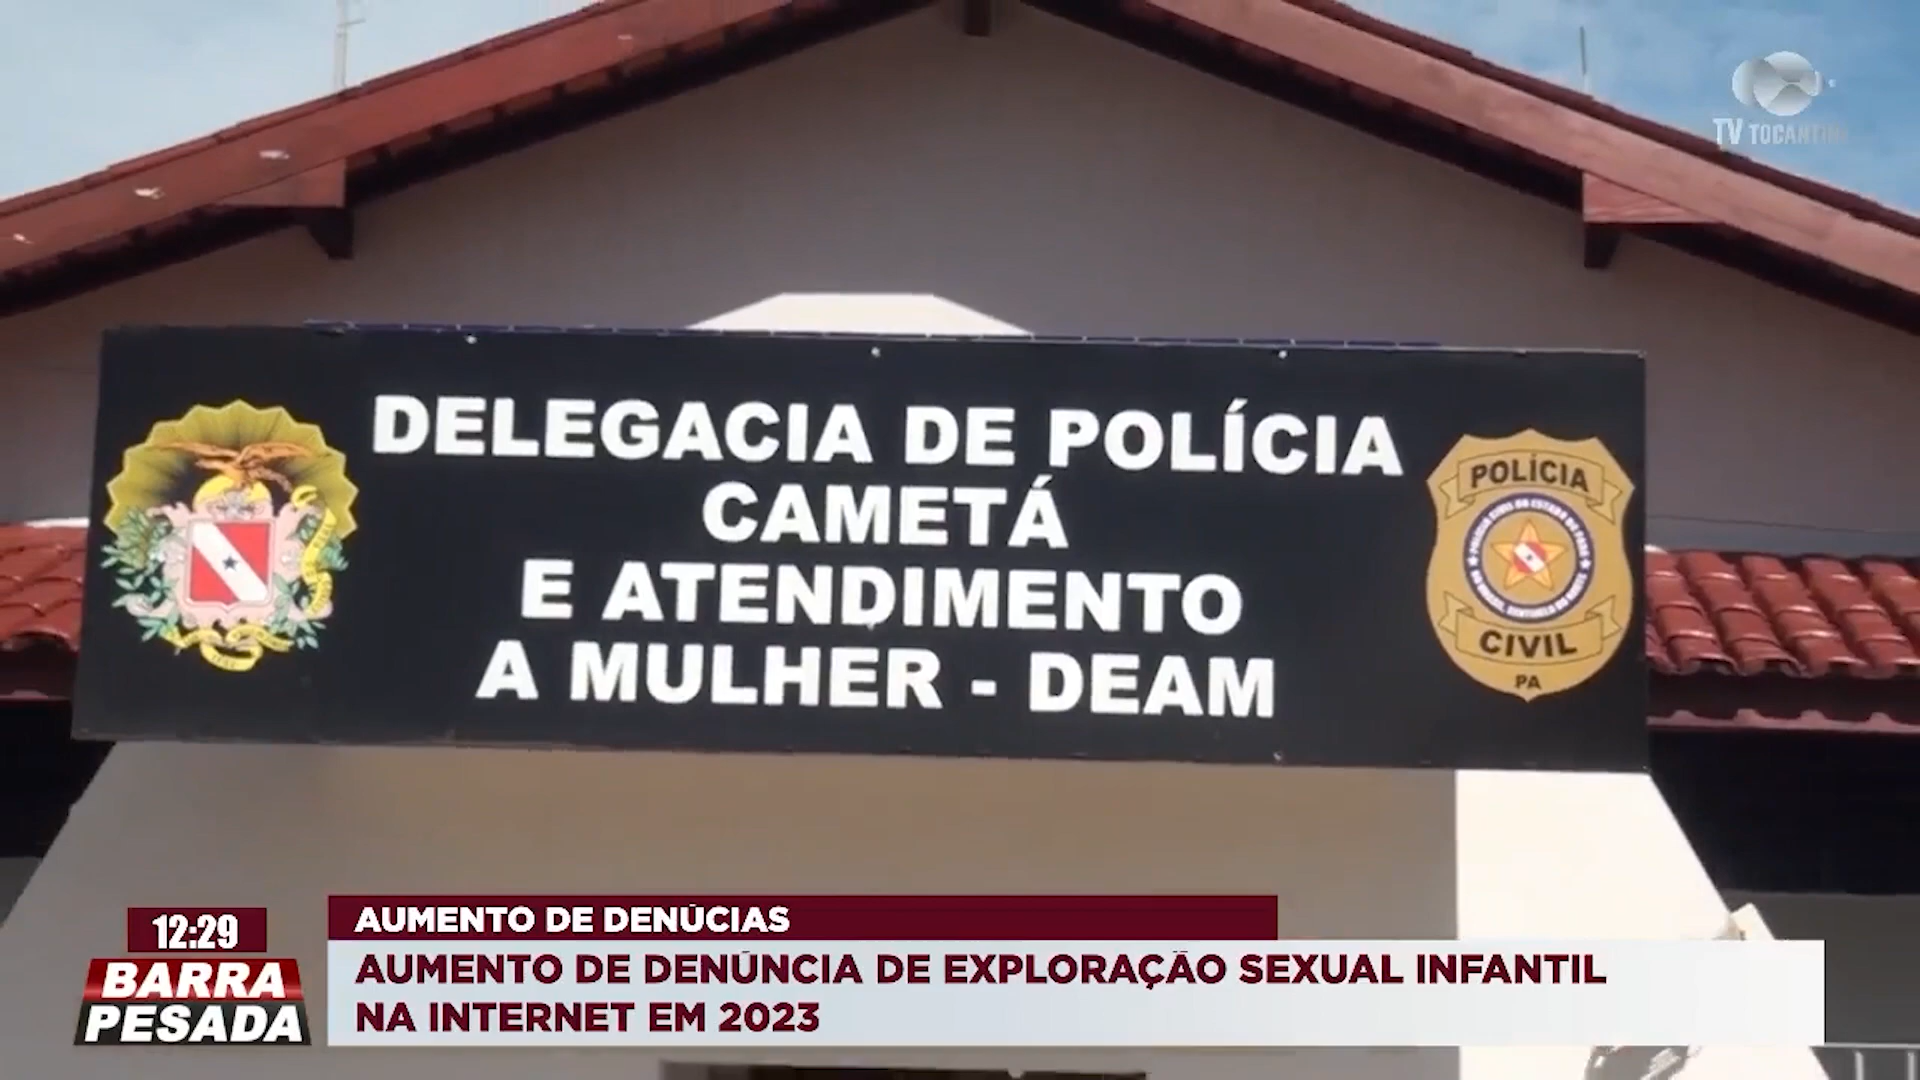 TV TOCANTINS
DELEGACIA DE POLÍCIA
CAMETÁ
E ATENDIMENTO
A MULHER - DEAM
POLÍCIA
CIVIL
PA
12:29
BARRA
PESADA
AUMENTO DE DENÚCIAS
AUMENTO DE DENÚNCIA DE EXPLORAÇÃO SEXUAL INFANTIL
NA INTERNET EM 2023